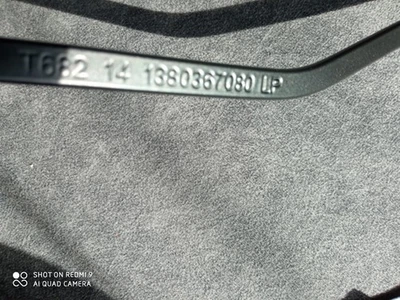 T682 14 1380367080 LP
SHOT ON REDMI 9
AI QUAD CAMERA